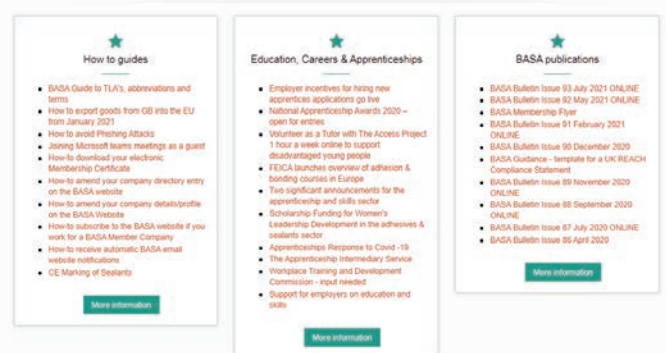 How to guides
BASA Guide to TLA's, abbreviations and
terms
How to export goods from GB into the EU
from January 2021
How to avoid Phishing Attacks
Joining Microsoft teams meetings as a guest
How-to download your electronic
Membership Certificate
How-to amend your company directory entry
on the BASA website
How-to amend your company details/profile
on the BASA Website
How-to subscribe to the BASA website if you
work for a BASA Member Company
How-to receive automatic BASA email
website notifications
CE Marking of Sealants
More information
Education, Careers & Apprenticeships
Employer incentives for hiring new
apprentices applications go live
National Apprenticeship Awards 2020 –
open for entries
Volunteer as a Tutor with The Access Project
1 hour a week online to support
disadvantaged young people
FEICA launches overview of adhesion &
bonding courses in Europe
Two significant announcements for the
apprenticeship and skills sector
Scholarship Funding for Women's
Leadership Development in the adhesives &
sealants sector
Apprenticeships Response to Covid -19
The Apprenticeship Intermediary Service
Workplace Training and Development
Commission - input needed
Support for employers on education and
skills
More information
BASA publications
BASA Bulletin Issue 93 July 2021 ONLINE
BASA Bulletin Issue 92 May 2021 ONLINE
BASA Membership Flyer
BASA Bulletin Issue 91 February 2021
ONLINE
BASA Bulletin Issue 90 December 2020
BASA Guidance - template for a UK REACH
Compliance Statement
BASA Bulletin Issue 89 November 2020
ONLINE
BASA Bulletin Issue 88 September 2020
ONLINE
BASA Bulletin Issue 87 July 2020 ONLINE
BASA Bulletin Issue 86 April 2020
More information